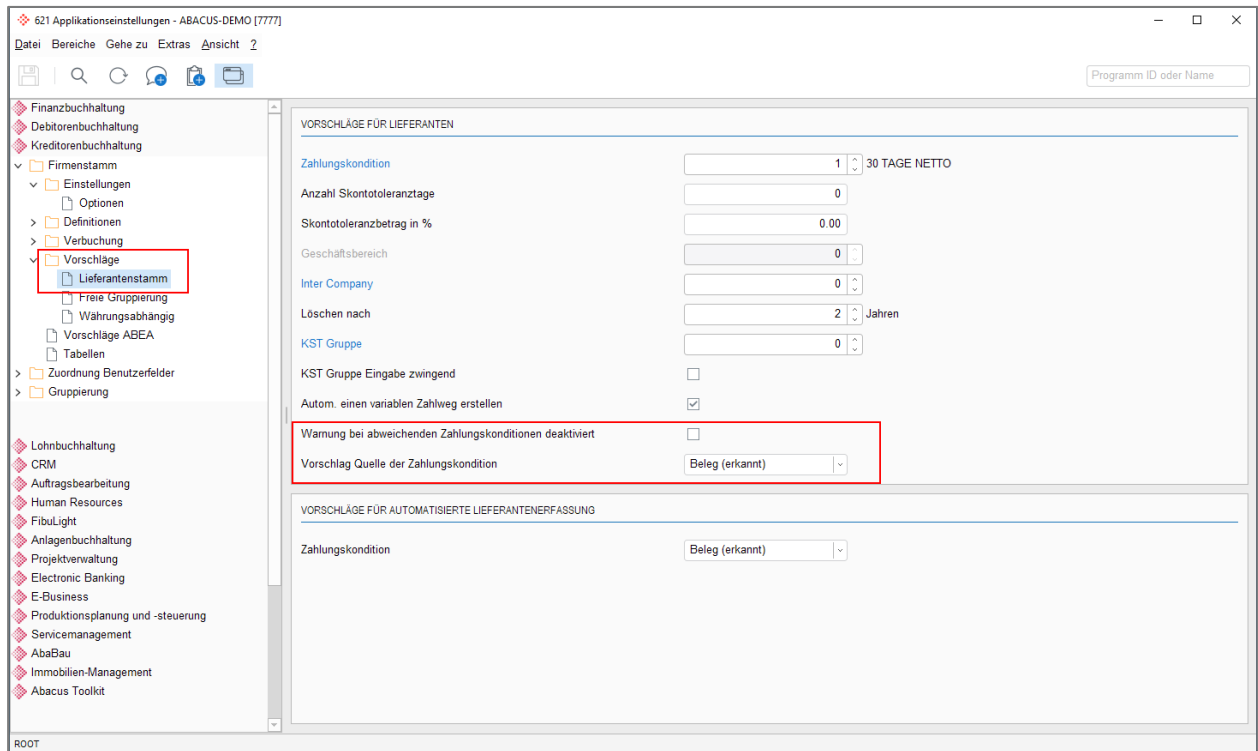 621 Applikationseinstellungen - ABACUS-DEMO [7777]
Datei Bereiche Gehe zu Extras Ansicht ?
Programm ID oder Name
Finanzbuchhaltung
Debitorenbuchhaltung
Kreditorenbuchhaltung
Firmenstamm
Einstellungen
Optionen
Definitionen
Verbuchung
Vorschläge
Lieferantenstamm
Freie Gruppierung
Währungsabhängig
Vorschläge ABEA
Tabellen
Zuordnung Benutzerfelder
Gruppierung
Lohnbuchhaltung
CRM
Auftragsbearbeitung
Human Resources
FibuLight
Anlagenbuchhaltung
Projektverwaltung
Electronic Banking
E-Business
Produktionsplanung und -steuerung
Servicemanagement
AbaBau
Immobilien-Management
Abacus Toolkit
VORSCHLÄGE FÜR LIEFERANTEN
Zahlungskondition 1 30 TAGE NETTO
Anzahl Skontotoleranztage 0
Skontotoleranzbetrag in % 0.00
Geschäftsbereich 0
Inter Company 0
Löschen nach 2 Jahren
KST Gruppe 0
KST Gruppe Eingabe zwingend
Autom. einen variablen Zahlweg erstellen
Warnung bei abweichenden Zahlungskonditionen deaktiviert
Vorschlag Quelle der Zahlungskondition Beleg (erkannt)
VORSCHLÄGE FÜR AUTOMATISIERTE LIEFERANTENERFASSUNG
Zahlungskondition Beleg (erkannt)
ROOT